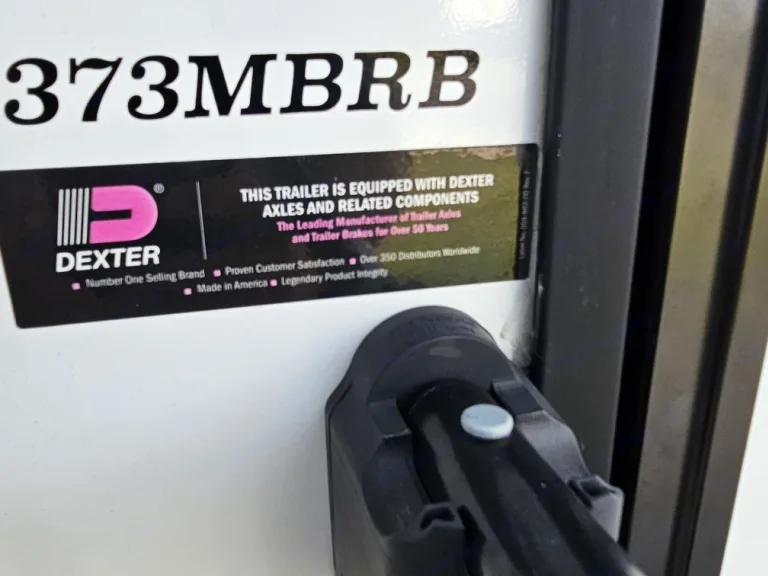 373MBRB
®
DEXTER
THIS TRAILER IS EQUIPPED WITH DEXTER
AXLES AND RELATED COMPONENTS
The Leading Manufacturer of Trailer Axles
and Trailer Brakes for Over 50 Years
■ Number One Selling Brand ■ Proven Customer Satisfaction ■ Over 350 Distributors Worldwide
■ Made in America ■ Legendary Product Integrity